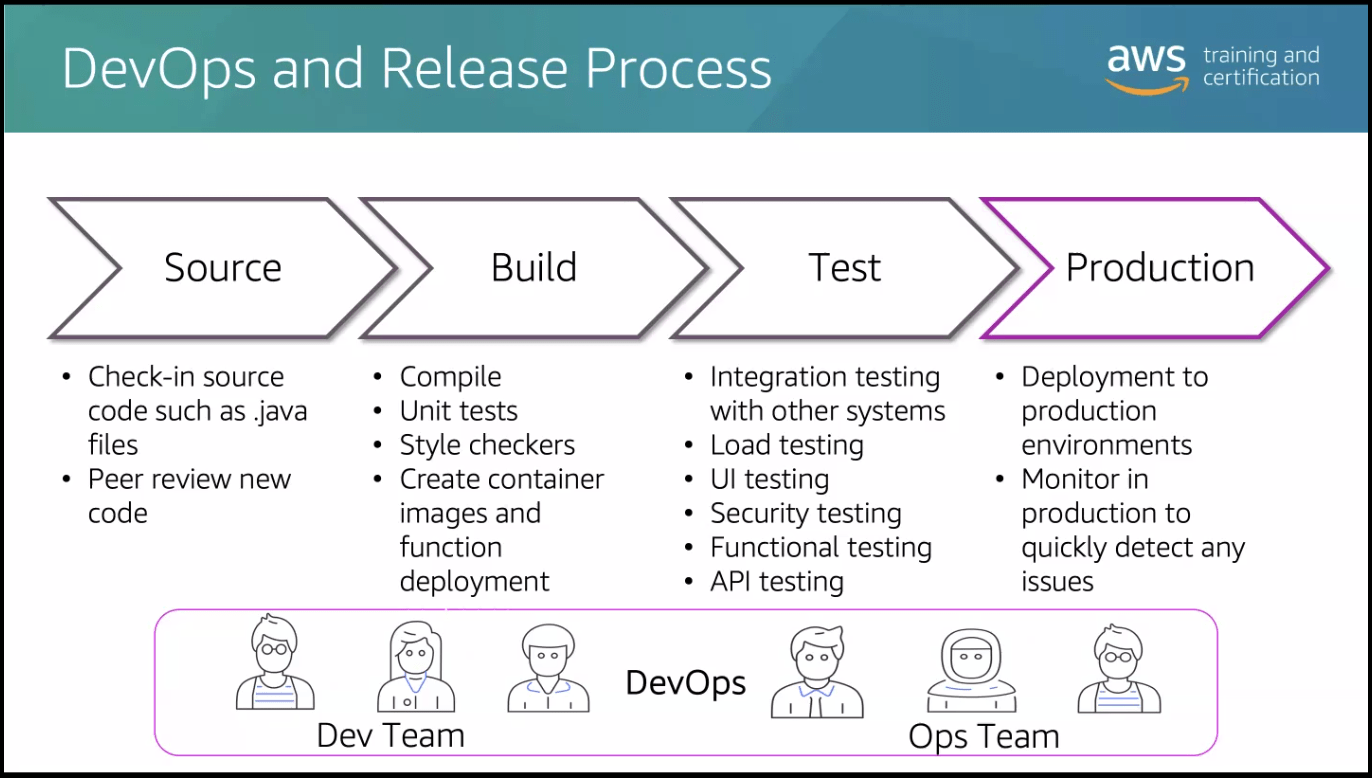 DevOps and Release Process
aws
training and
certification
Source
Build
Test
Production
• Check-in source
code such as .java
files
• Peer review new
code
• Compile
• Unit tests
• Style checkers
• Create container
images and
function
deployment
• Integration testing
with other systems
• Load testing
• UI testing
• Security testing
• Functional testing
• API testing
• Deployment to
production
environments
• Monitor in
production to
quickly detect any
issues
DevOps
Dev Team
Ops Team